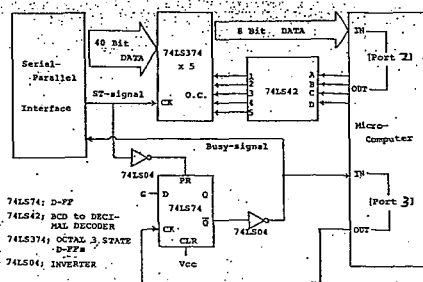 40 Bit
DATA
74LS374
x 5
O.C.
CK
8 Bit DATA
IN
[Port 2]
OUT
Serial-
Parallel
Interface
ST-signal
1
2
3
4
5
74LS42
A
B
C
D
Micro-
Computer
Busy-signal
74LS04
PR
G
D
Q
74LS74
Q
CK
CLR
Vcc
74LS04
IN
[Port 3]
OUT
74LS74; D-FF
74LS42; BCD to DECI-
MAL DECODER
74LS374; OCTAL 3 STATE
D-FFs
74LS04; INVERTER